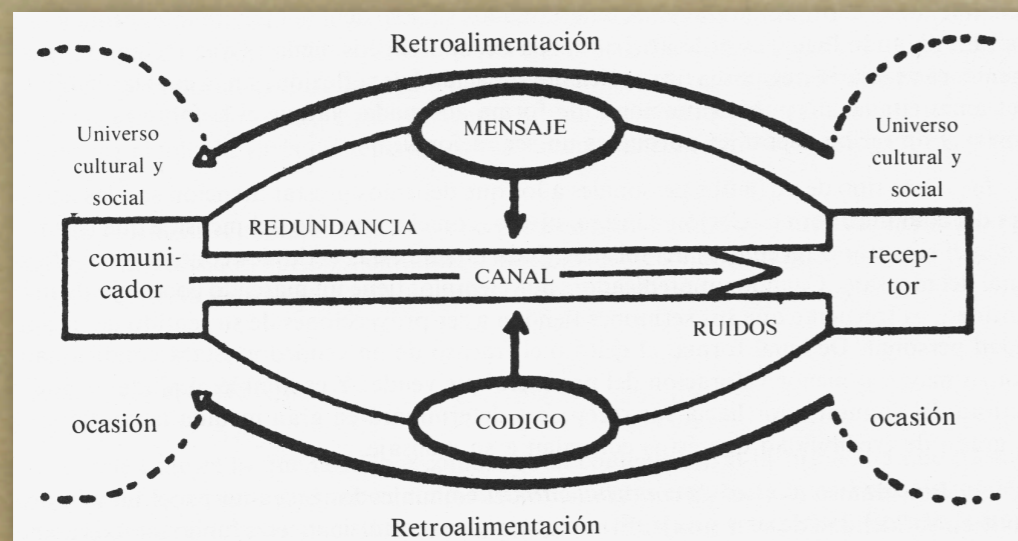 Retroalimentación
MENSAJE
Universo
cultural y
social
Universo
cultural y
social
REDUNDANCIA
comuni-
cador
CANAL
recep-
tor
RUIDOS
ocasión
CODIGO
ocasión
Retroalimentación